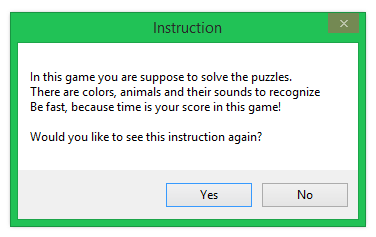 Instruction
In this game you are suppose to solve the puzzles.
There are colors, animals and their sounds to recognize
Be fast, because time is your score in this game!
Would you like to see this instruction again?
Yes
No